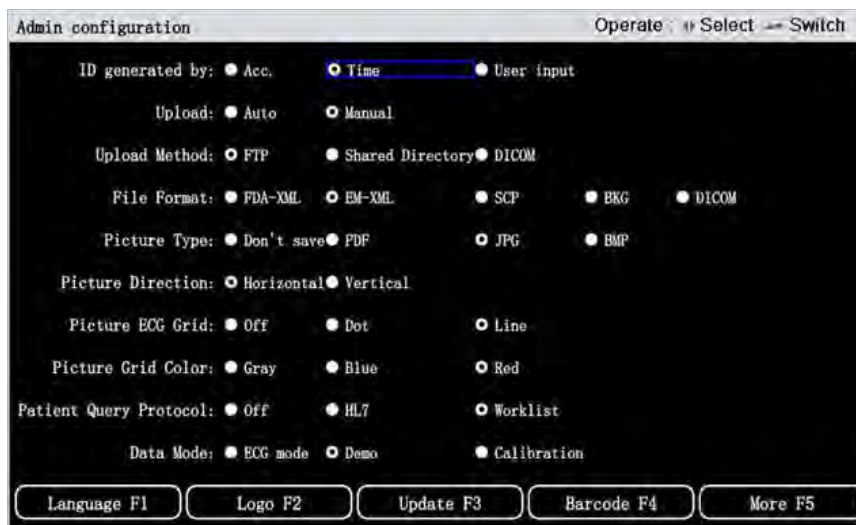 Admin configuration Operate : Select Switch
ID generated by: Acc. Time User input
Upload: Auto Manual
Upload Method: FTP Shared Directory DICOM
File Format: FDA-XML EM-XML SCP BKG DICOM
Picture Type: Don't save PDF JPG BMP
Picture Direction: Horizontal Vertical
Picture ECG Grid: Off Dot Line
Picture Grid Color: Gray Blue Red
Patient Query Protocol: Off HL7 Worklist
Data Mode: ECG mode Demo Calibration
Language F1 Logo F2 Update F3 Barcode F4 More F5